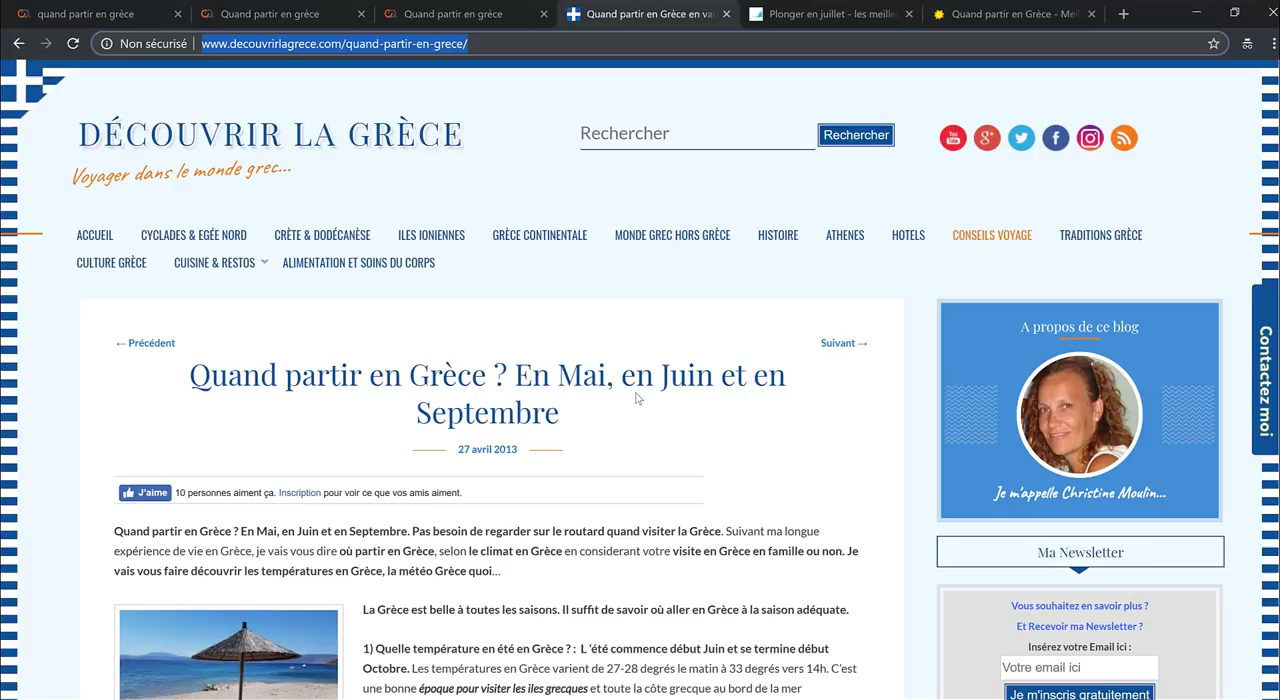 quand partir en grèce
Quand partir en grèce
Quand partir en grèce
Quand partir en Grèce en va
Plonger en juillet - les meille
Quand partir en Grèce - Mei
Non sécurisé
www.decouvrirlagrece.com/quand-partir-en-grece/
DÉCOUVRIR LA GRÈCE
Voyager dans le monde grec...
Rechercher
Rechercher
You Tube
g+
ACCUEIL
CYCLADES & EGÉE NORD
CRÈTE & DODÉCANÈSE
ILES IONIENNES
GRÈCE CONTINENTALE
MONDE GREC HORS GRÈCE
HISTOIRE
ATHENES
HOTELS
CONSEILS VOYAGE
TRADITIONS GRÈCE
CULTURE GRÈCE
CUISINE & RESTOS
ALIMENTATION ET SOINS DU CORPS
← Précédent
Suivant →
Quand partir en Grèce ? En Mai, en Juin et en
Septembre
27 avril 2013
J'aime
10 personnes aiment ça. Inscription pour voir ce que vos amis aiment.
Quand partir en Grèce ? En Mai, en Juin et en Septembre. Pas besoin de regarder sur le routard quand visiter la Grèce. Suivant ma longue
expérience de vie en Grèce, je vais vous dire où partir en Grèce, selon le climat en Grèce en considerant votre visite en Grèce en famille ou non. Je
vais vous faire découvrir les températures en Grèce, la météo Grèce quoi...
La Grèce est belle à toutes les saisons. Il suffit de savoir où aller en Grèce à la saison adéquate.
1) Quelle température en été en Grèce ? : L 'été commence début Juin et se termine début
Octobre. Les températures en Grèce varient de 27-28 degrés le matin à 33 degrés vers 14h. C'est
une bonne époque pour visiter les iles grecques et toute la côte grecque au bord de la mer
A propos de ce blog
Je m'appelle Christine Moulin...
Ma Newsletter
Vous souhaitez en savoir plus ?
Et Recevoir ma Newsletter ?
Insérez votre Email ici :
Votre email ici
Je m'inscris gratuitement
Contactez moi